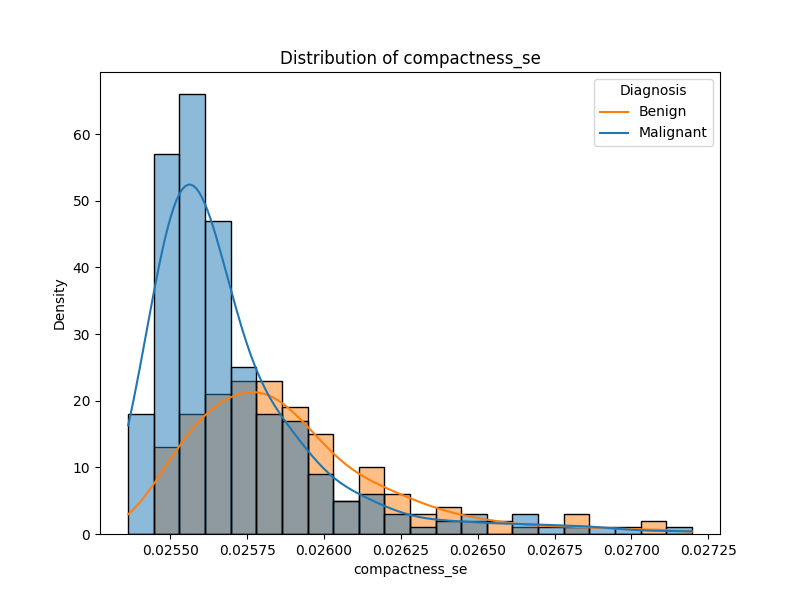 Distribution of compactness_se
Diagnosis
Benign
Malignant
Density
60
50
40
30
20
10
0
0.02550 0.02575 0.02600 0.02625 0.02650 0.02675 0.02700 0.02725
compactness_se